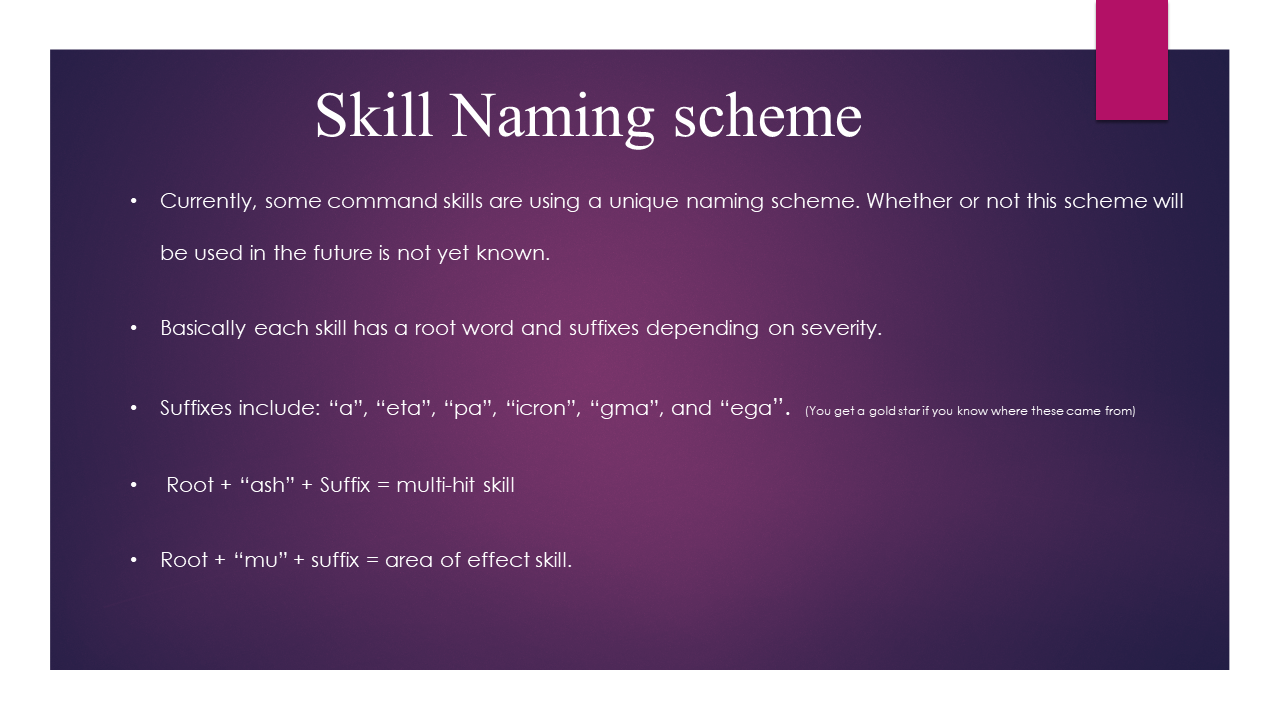 Skill Naming scheme
• Currently, some command skills are using a unique naming scheme. Whether or not this scheme will
be used in the future is not yet known.
• Basically each skill has a root word and suffixes depending on severity.
• Suffixes include: “a”, “eta”, “pa”, “icron”, “gma”, and “ega”. (You get a gold star if you know where these came from)
• Root + “ash” + Suffix = multi-hit skill
• Root + “mu” + suffix = area of effect skill.